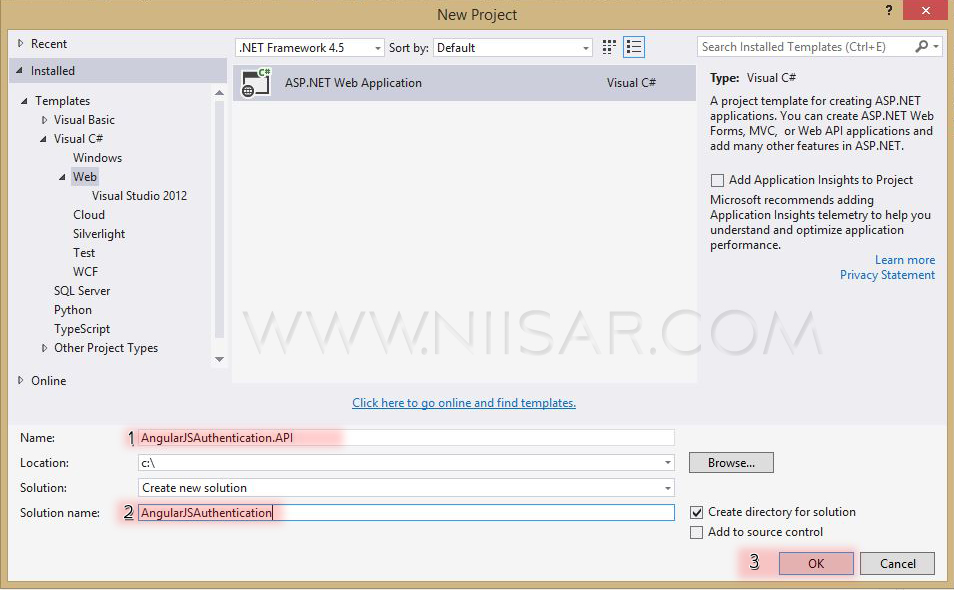 New Project
?
x
Recent
.NET Framework 4.5
Sort by: Default
Search Installed Templates (Ctrl+E)
Installed
Templates
Visual Basic
Visual C#
Windows
Web
Visual Studio 2012
Cloud
Silverlight
Test
WCF
SQL Server
Python
TypeScript
Other Project Types
Online
C#
ASP.NET Web Application Visual C#
Type: Visual C#
A project template for creating ASP.NET
applications. You can create ASP.NET Web
Forms, MVC, or Web API applications and
add many other features in ASP.NET.
Add Application Insights to Project
Microsoft recommends adding
Application Insights telemetry to help you
understand and optimize application
performance.
Learn more
Privacy Statement
WWW.NIISAR.COM
Click here to go online and find templates.
Name: 1 AngularJSAuthentication.API
Location: c:\ Browse...
Solution: Create new solution
Solution name: 2 AngularJSAuthentication
Create directory for solution
Add to source control
3 OK Cancel